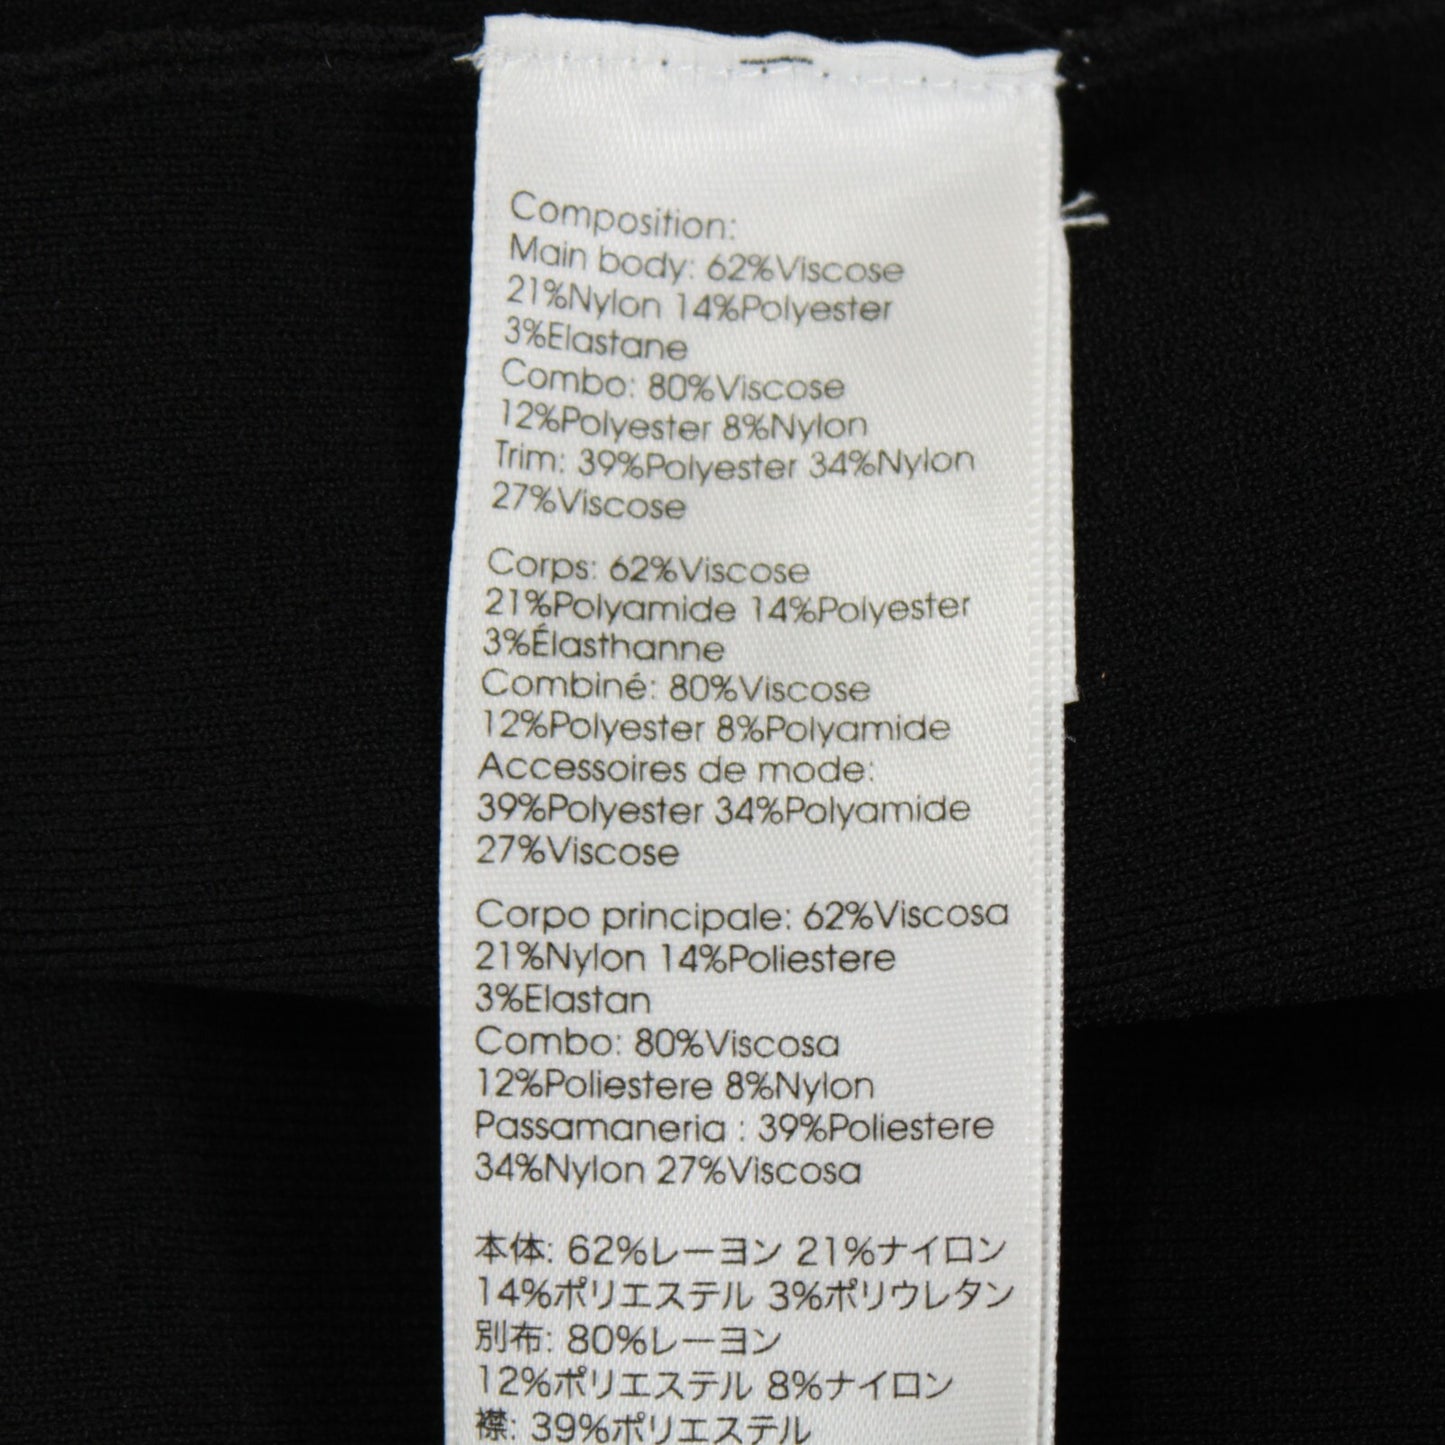 Composition:
Main body: 62%Viscose
21%Nylon 14%Polyester
3%Elastane
Combo: 80%Viscose
12%Polyester 8%Nylon
Trim: 39%Polyester 34%Nylon
27%Viscose
Corps: 62%Viscose
21%Polyamide 14%Polyester
3%Élasthanne
Combiné: 80%Viscose
12%Polyester 8%Polyamide
Accessoires de mode:
39%Polyester 34%Polyamide
27%Viscose
Corpo principale: 62%Viscosa
21%Nylon 14%Poliestere
3%Elastan
Combo: 80%Viscosa
12%Poliestere 8%Nylon
Passamaneria : 39%Poliestere
34%Nylon 27%Viscosa
本体: 62%レーヨン 21%ナイロン
14%ポリエステル 3%ポリウレタン
別布: 80%レーヨン
12%ポリエステル 8%ナイロン
襟: 39%ポリエステル